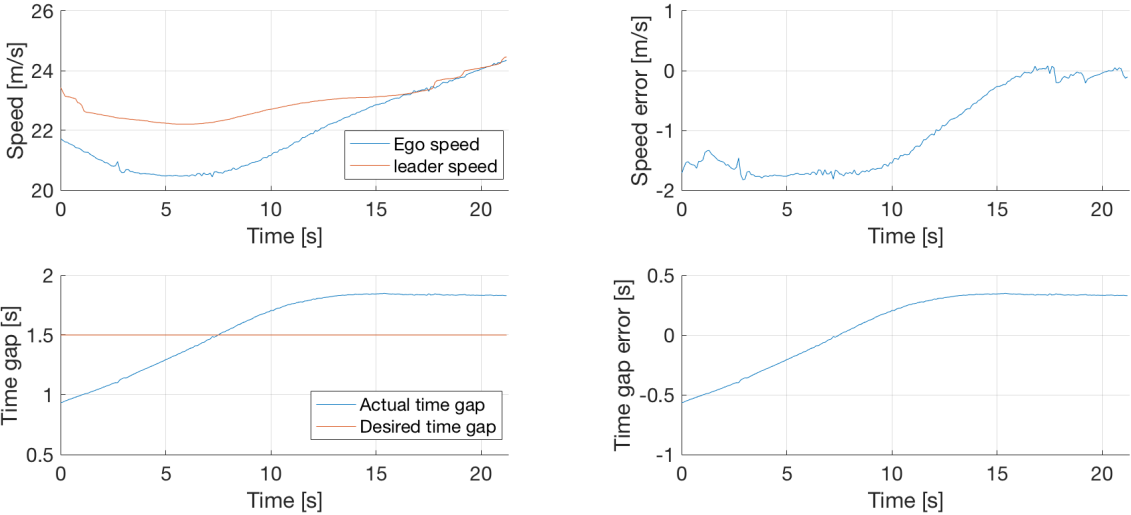 26
24
22
20
Speed [m/s]
Ego speed
leader speed
0 5 10 15 20
Time [s]
1
0
-1
-2
Speed error [m/s]
0 5 10 15 20
Time [s]
2
1.5
1
0.5
Time gap [s]
Actual time gap
Desired time gap
0 5 10 15 20
Time [s]
0.5
0
-0.5
-1
Time gap error [s]
0 5 10 15 20
Time [s]